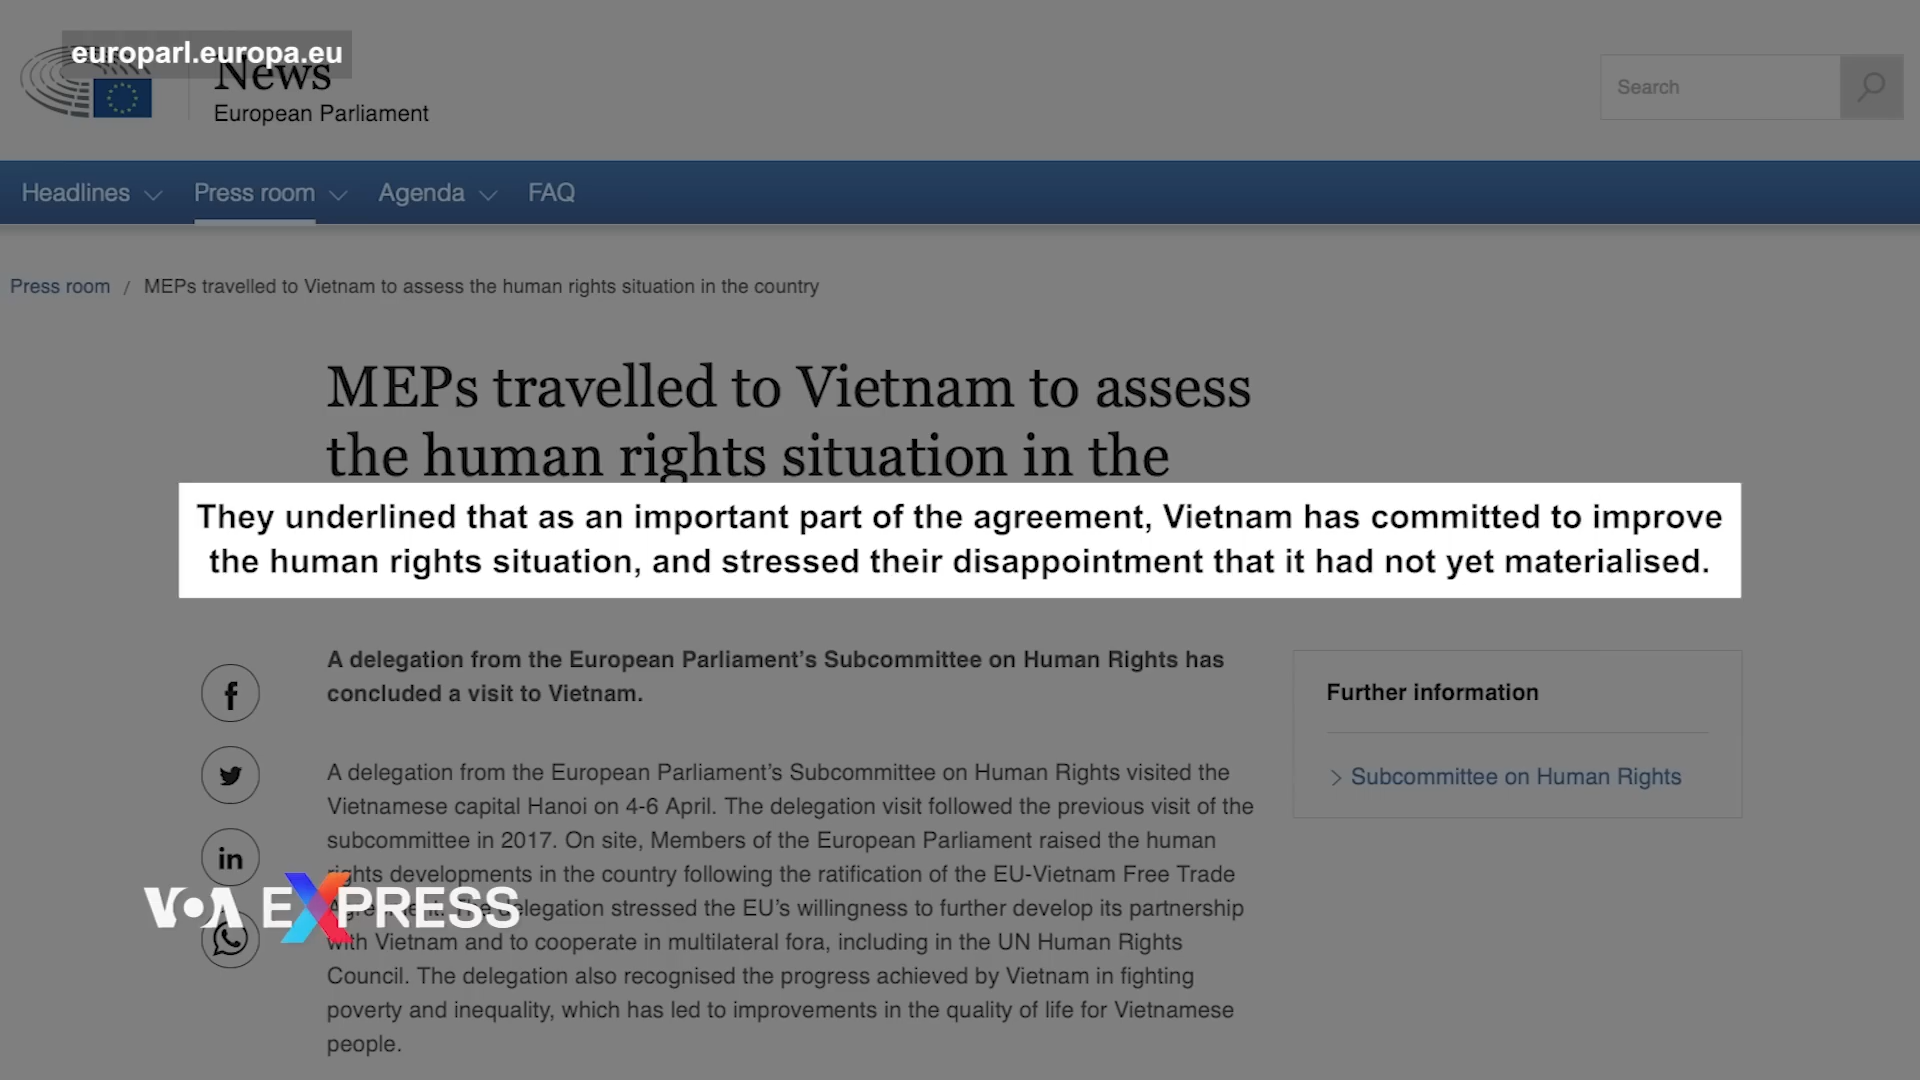 europarl.europa.eu
News
European Parliament
Search
Headlines
Press room
Agenda
FAQ
Press room / MEPs travelled to Vietnam to assess the human rights situation in the country
MEPs travelled to Vietnam to assess
the human rights situation in the
They underlined that as an important part of the agreement, Vietnam has committed to improve
the human rights situation, and stressed their disappointment that it had not yet materialised.
A delegation from the European Parliament’s Subcommittee on Human Rights has
concluded a visit to Vietnam.
A delegation from the European Parliament’s Subcommittee on Human Rights visited the
Vietnamese capital Hanoi on 4-6 April. The delegation visit followed the previous visit of the
subcommittee in 2017. On site, Members of the European Parliament raised the human
rights developments in the country following the ratification of the EU-Vietnam Free Trade
Agreement. The delegation stressed the EU’s willingness to further develop its partnership
with Vietnam and to cooperate in multilateral fora, including in the UN Human Rights
Council. The delegation also recognised the progress achieved by Vietnam in fighting
poverty and inequality, which has led to improvements in the quality of life for Vietnamese
people.
Further information
Subcommittee on Human Rights
VOA EXPRESS